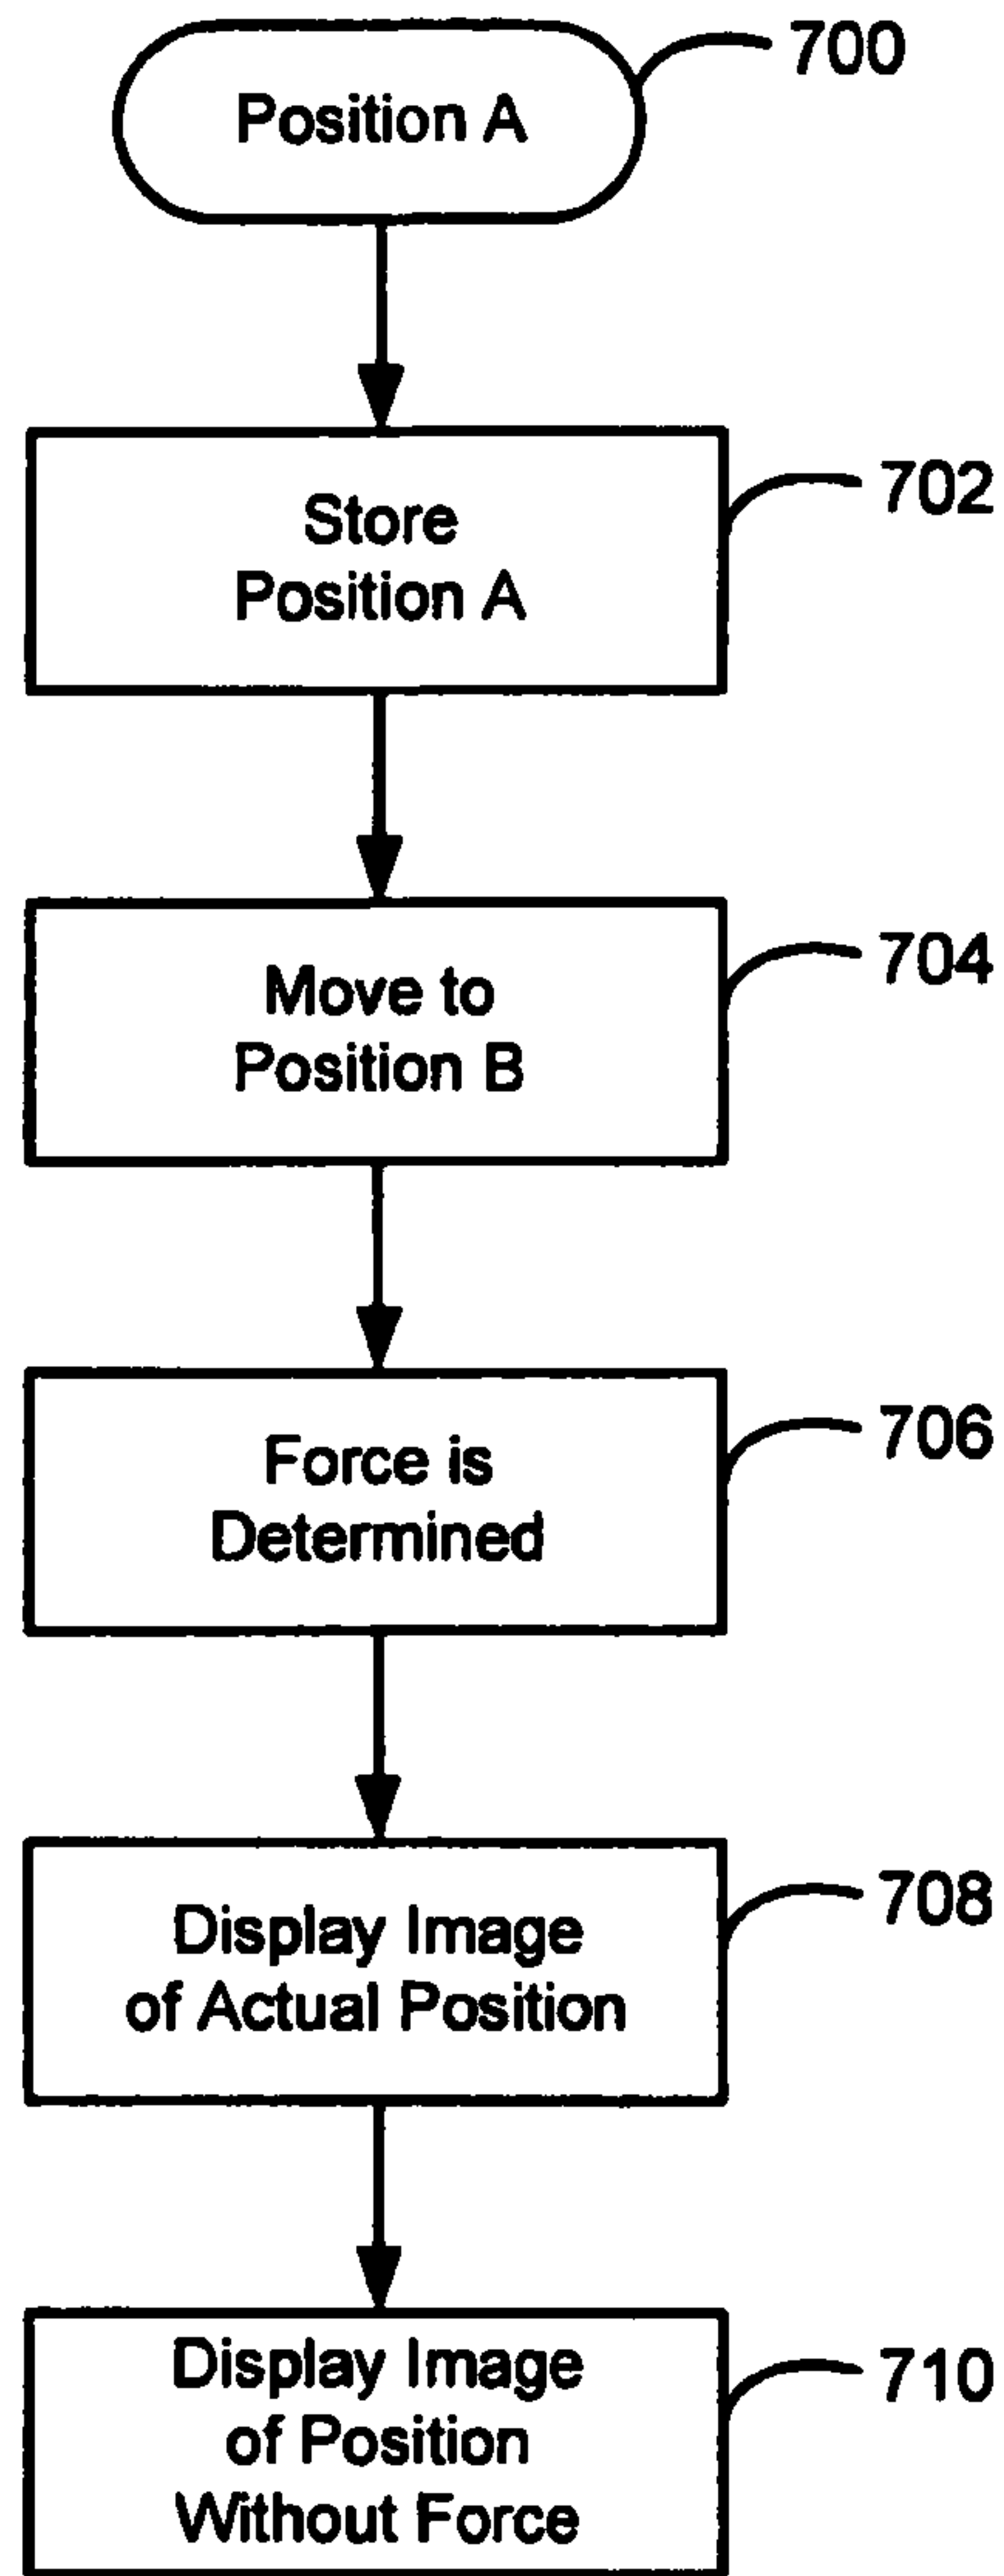 700
Position A
702
Store
Position A
704
Move to
Position B
706
Force is
Determined
708
Display Image
of Actual Position
710
Display Image
of Position
Without Force